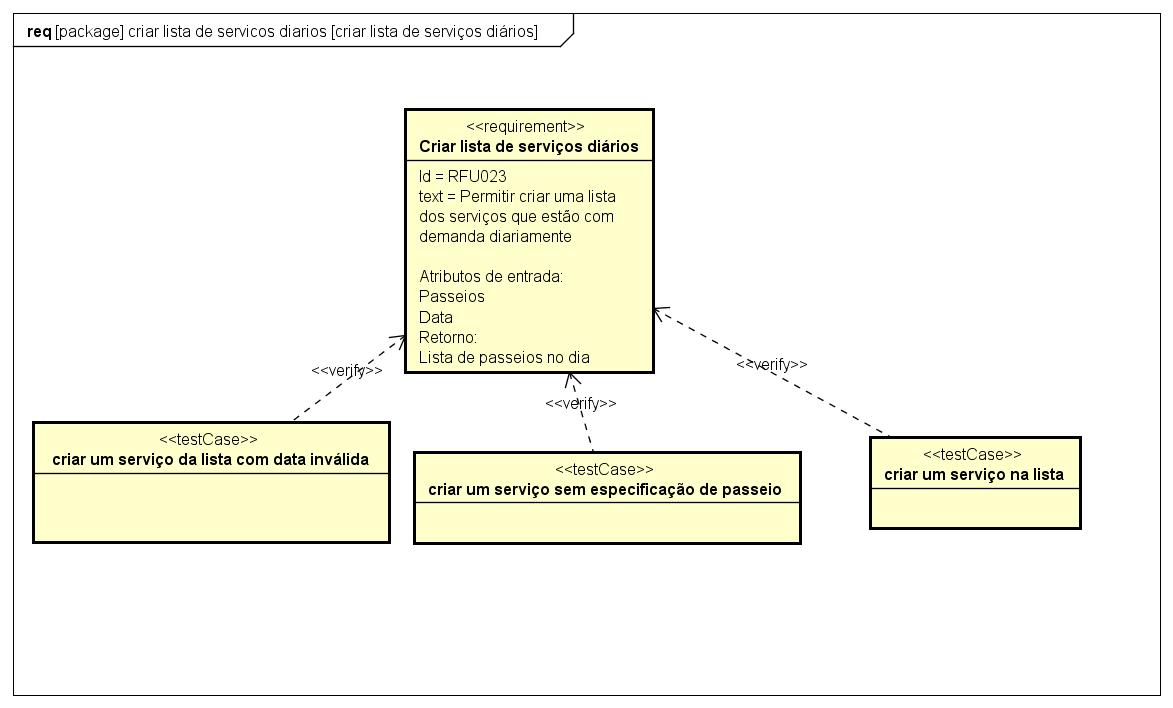 req [package] criar lista de servicos diarios [criar lista de serviços diários]
<<requirement>>
Criar lista de serviços diários
Id = RFU023
text = Permitir criar uma lista
dos serviços que estão com
demanda diariamente
Atributos de entrada:
Passeios
Data
Retorno:
Lista de passeios no dia
<<verify>>
<<verify>>
<<verify>>
<<testCase>>
criar um serviço da lista com data inválida
<<testCase>>
criar um serviço sem especificação de passeio
<<testCase>>
criar um serviço na lista